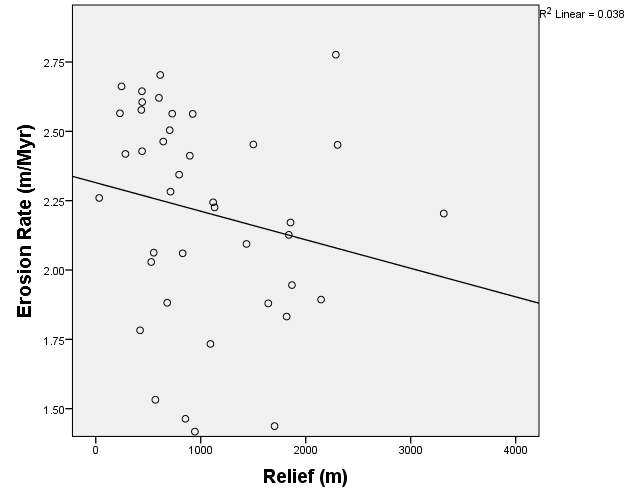 R² Linear = 0.038
Erosion Rate (m/Myr)
2.75
2.50
2.25
2.00
1.75
1.50
0 1000 2000 3000 4000
Relief (m)